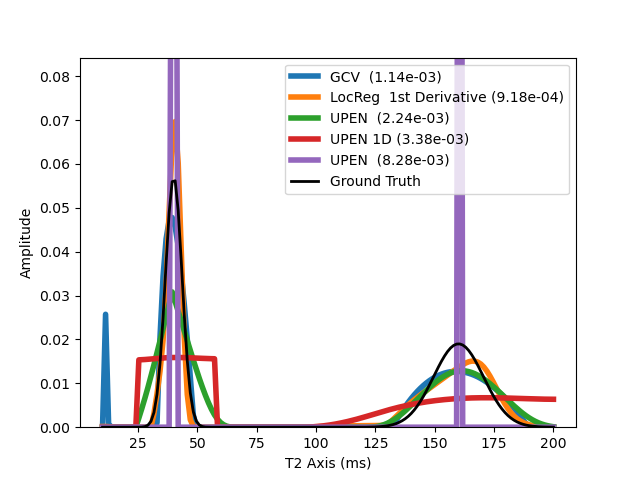 0.08
0.07
0.06
0.05
0.04
0.03
0.02
0.01
0.00
Amplitude
GCV  (1.14e-03)
LocReg  1st Derivative (9.18e-04)
UPEN  (2.24e-03)
UPEN 1D (3.38e-03)
UPEN  (8.28e-03)
Ground Truth
25 50 75 100 125 150 175 200
T2 Axis (ms)